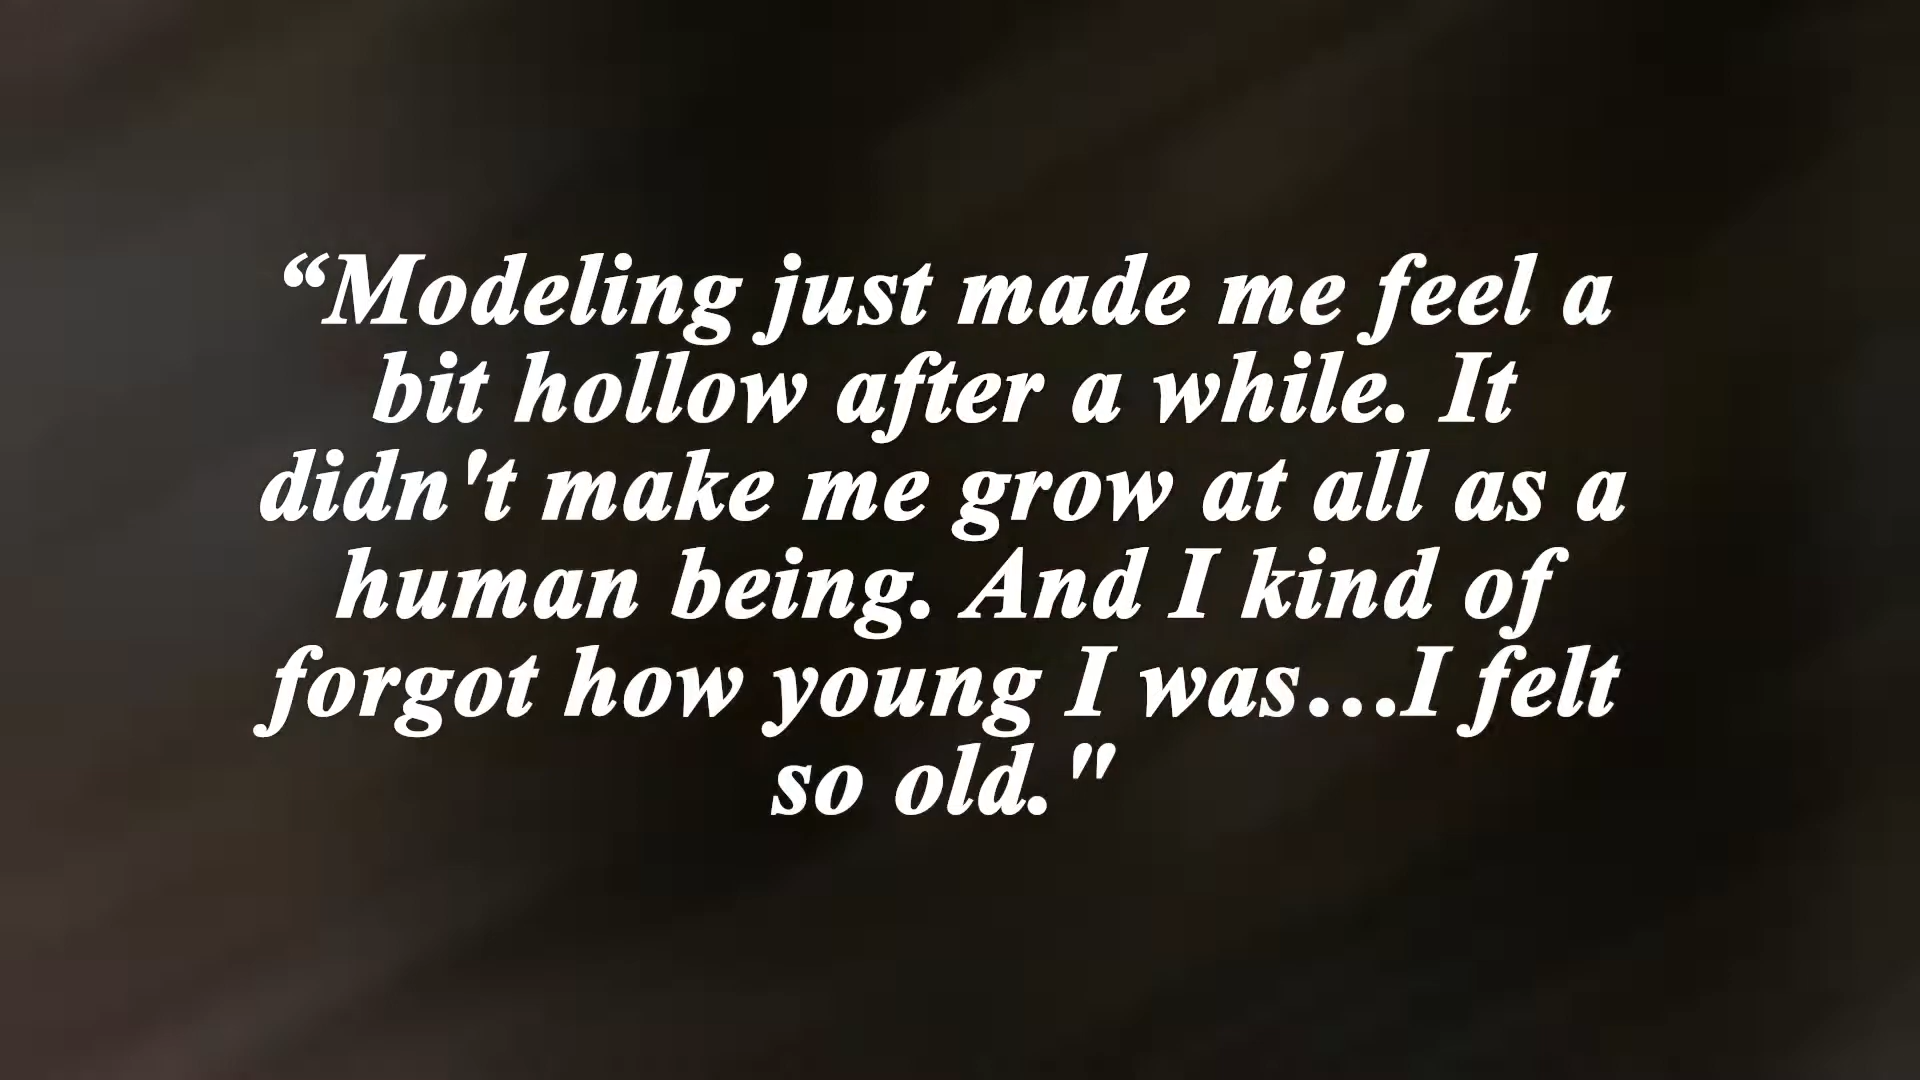 “Modeling just made me feel a
bit hollow after a while. It
didn't make me grow at all as a
human being. And I kind of
forgot how young I was...I felt
so old."